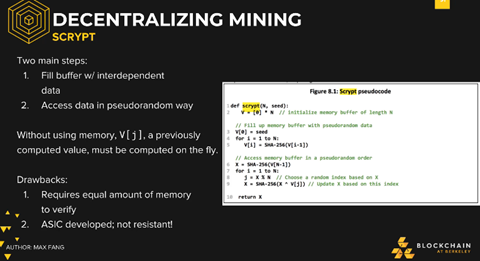 DECENTRALIZING MINING
SCRYPT
Two main steps:
1. Fill buffer w/ interdependent
data
2. Access data in pseudorandom way
Without using memory, V[j], a previously
computed value, must be computed on the fly.
Drawbacks:
1. Requires equal amount of memory
to verify
2. ASIC developed; not resistant!
AUTHOR: MAX FANG
Figure 8.1: Scrypt pseudocode
1 def scrypt(N, seed):
2 V = [0] * N // initialize memory buffer of length N
// Fill up memory buffer with pseudorandom data
3 V[0] = seed
4 for i = 1 to N:
5 V[i] = SHA-256(V[i-1])
// Access memory buffer in a pseudorandom order
6 X = SHA-256(V[N-1])
7 for i = 1 to N:
8 j = X % N // Choose a random index based on X
9 X = SHA-256(X ^ V[j]) // Update X based on this index
10 return X
BLOCKCHAIN
AT BERKELEY